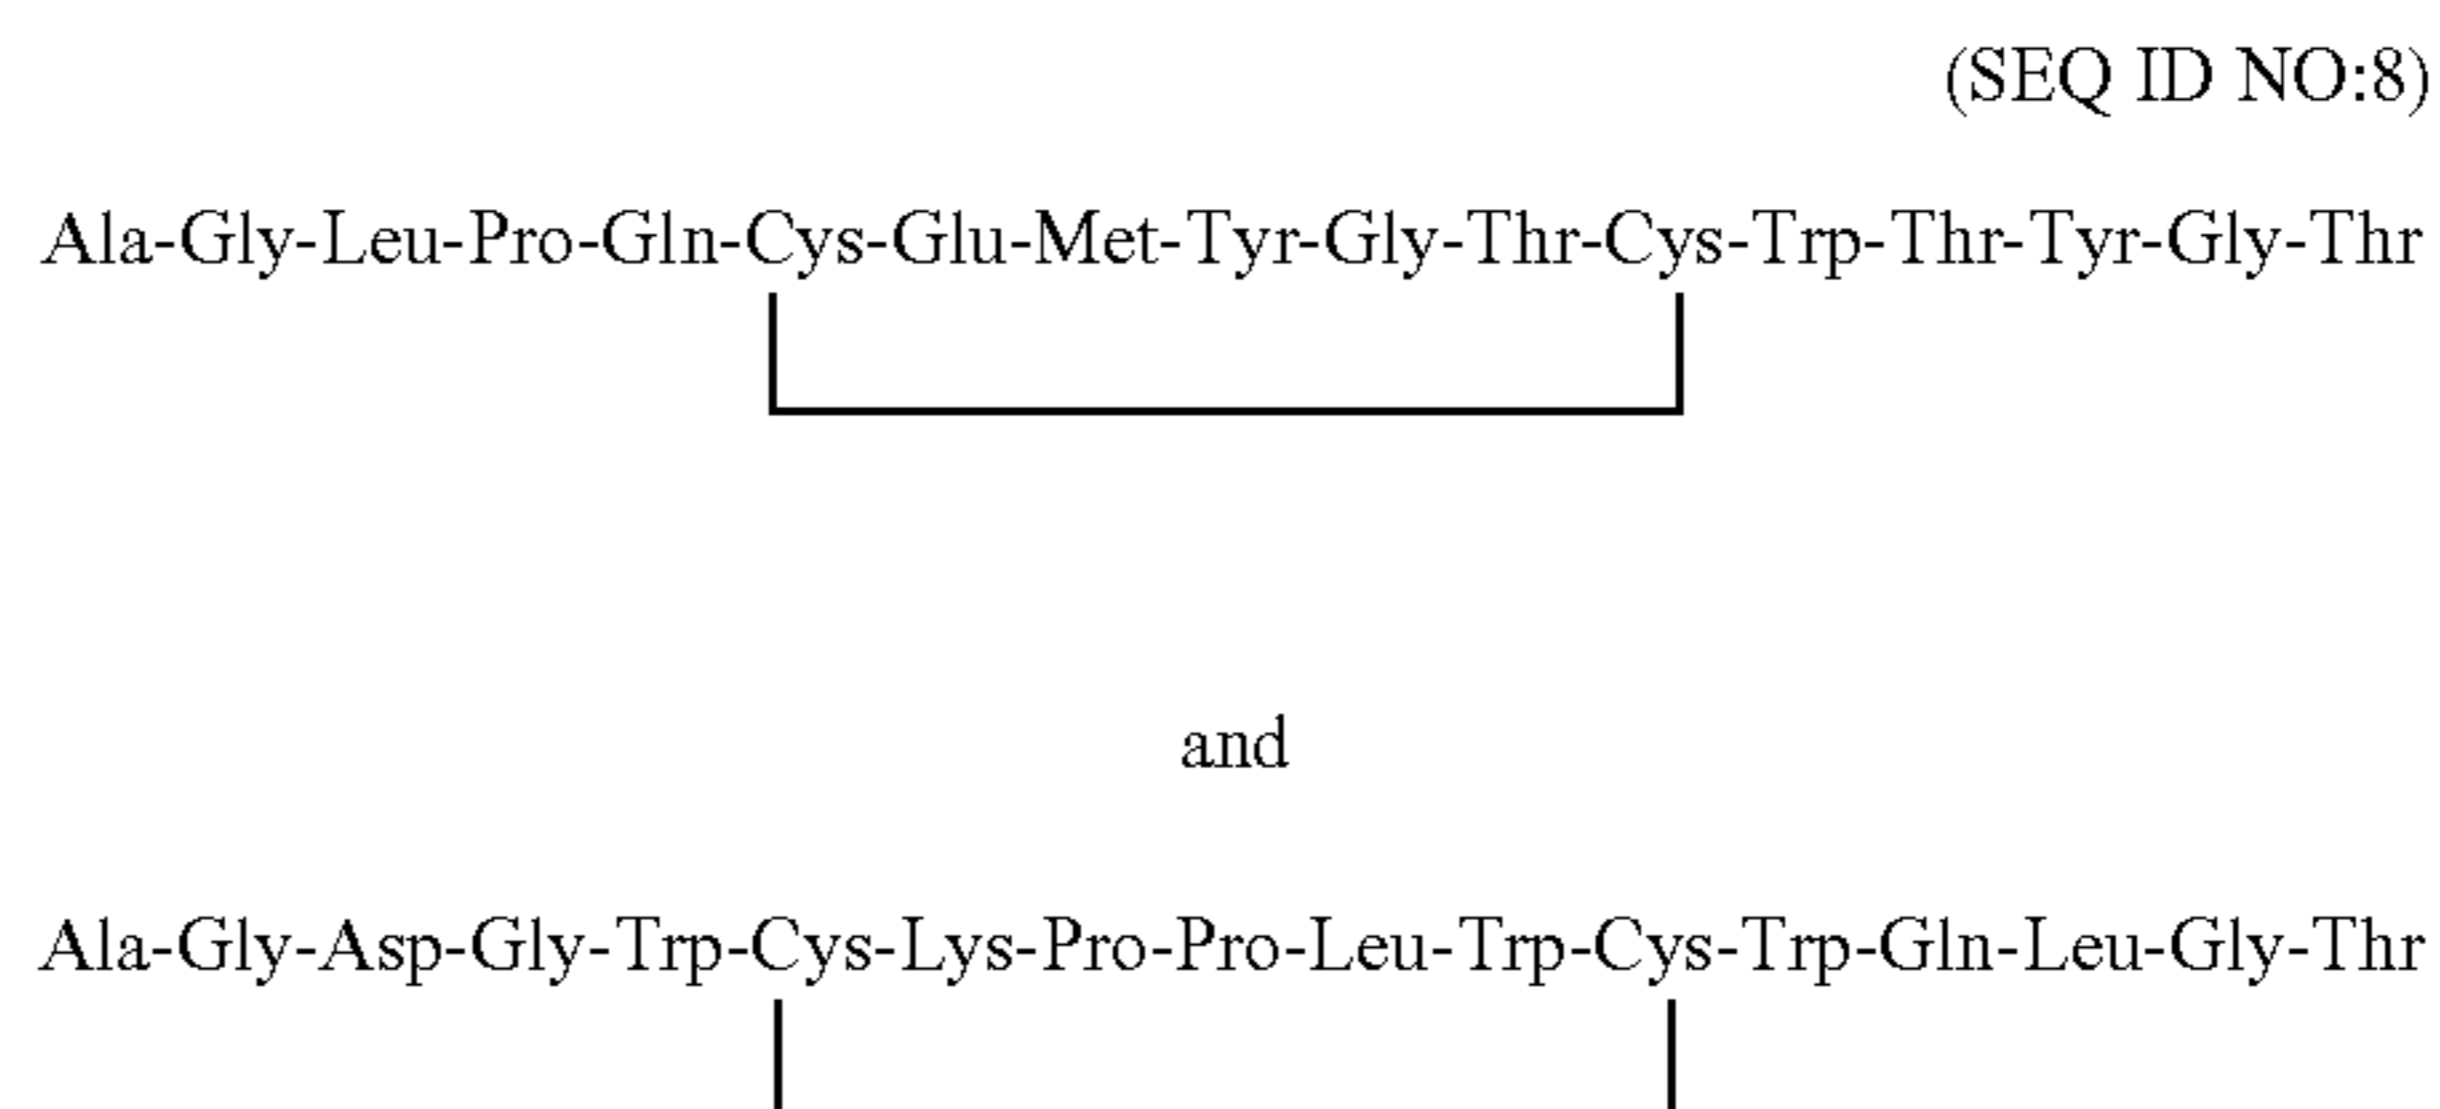 (SEQ ID NO:8)
Ala-Gly-Leu-Pro-Gln-Cys-Glu-Met-Tyr-Gly-Thr-Cys-Trp-Thr-Tyr-Gly-Thr
and
Ala-Gly-Asp-Gly-Trp-Cys-Lys-Pro-Pro-Leu-Trp-Cys-Trp-Gln-Leu-Gly-Thr